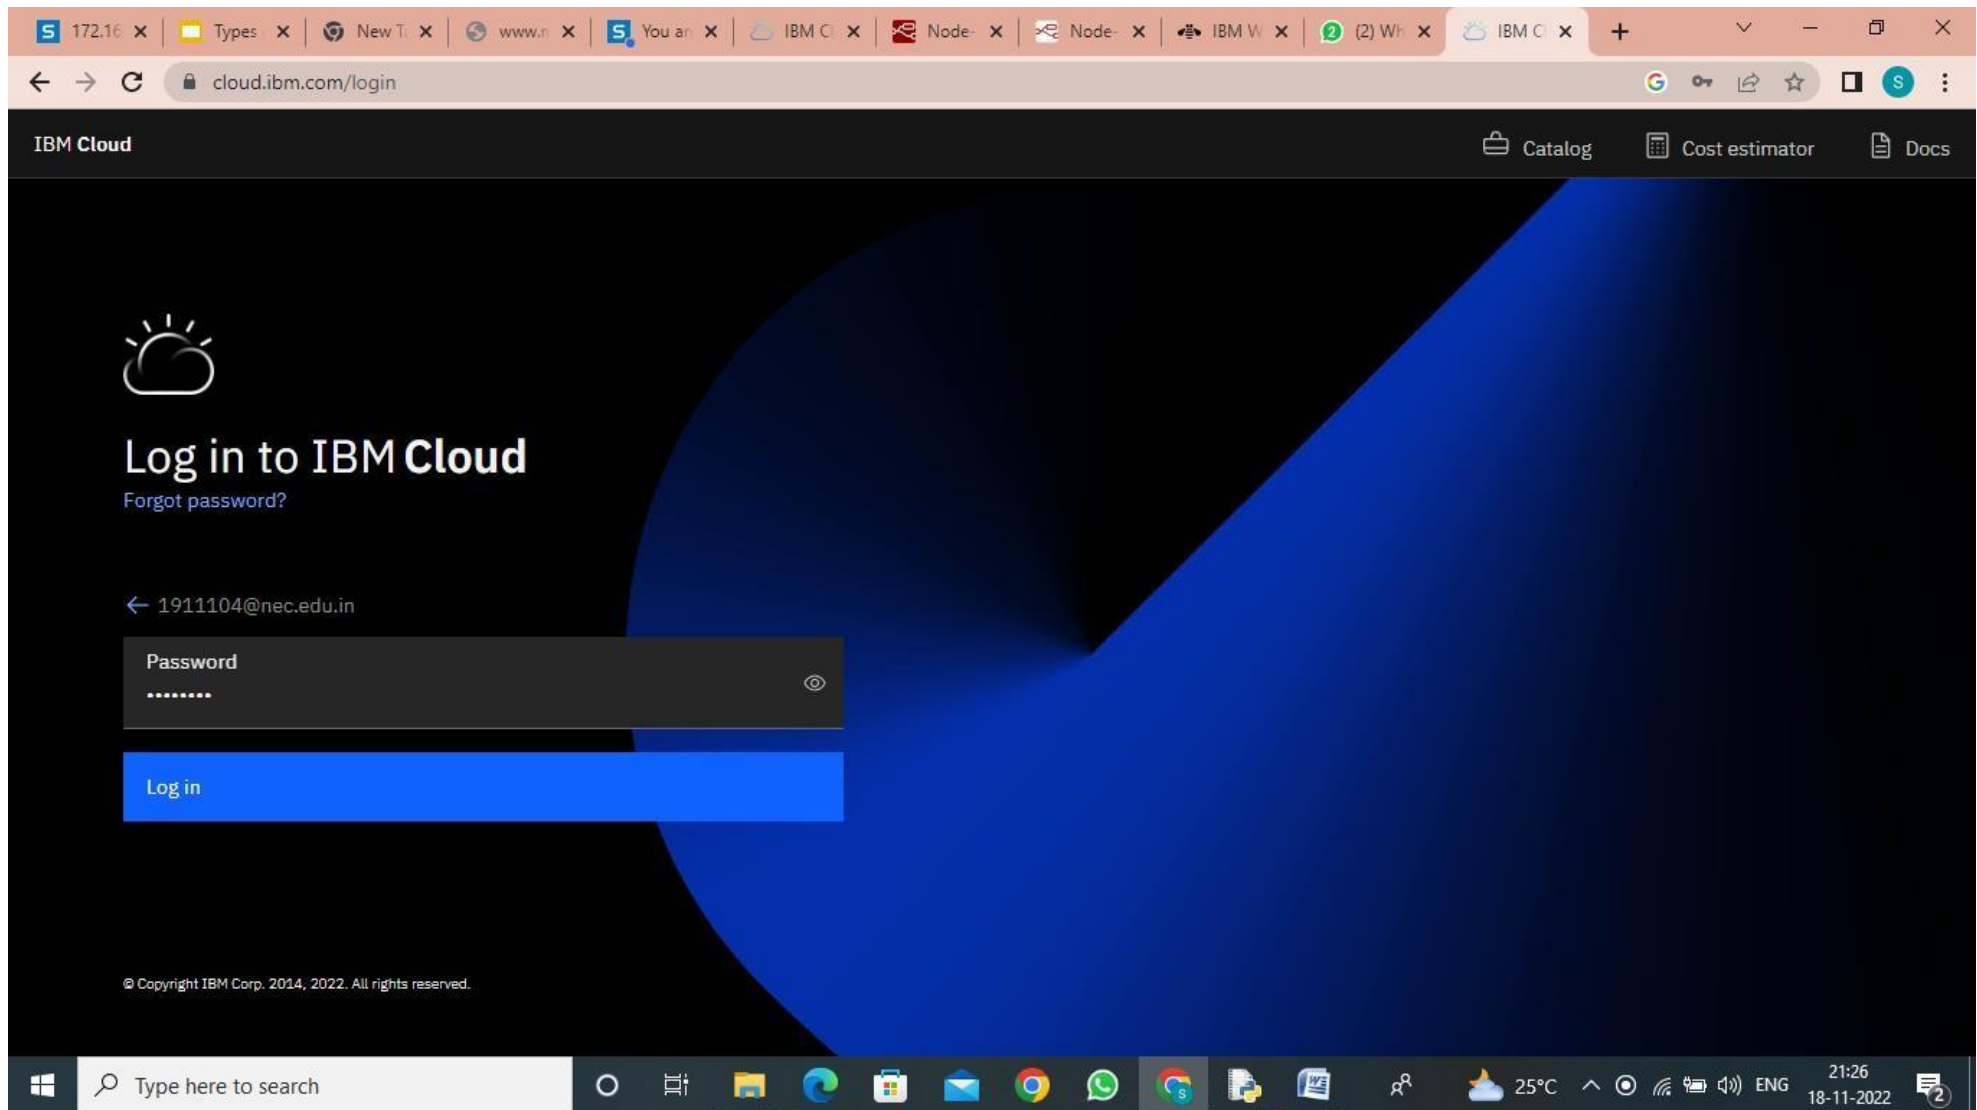 172.16 Types New T www.n You ar IBM Cl Node- Node- IBM W (2) Wh IBM Cl
cloud.ibm.com/login
IBM Cloud Catalog Cost estimator Docs
Log in to IBM Cloud
Forgot password?
1911104@nec.edu.in
Password
Log in
© Copyright IBM Corp. 2014, 2022. All rights reserved.
Type here to search 25°C ENG 21:26
18-11-2022 2